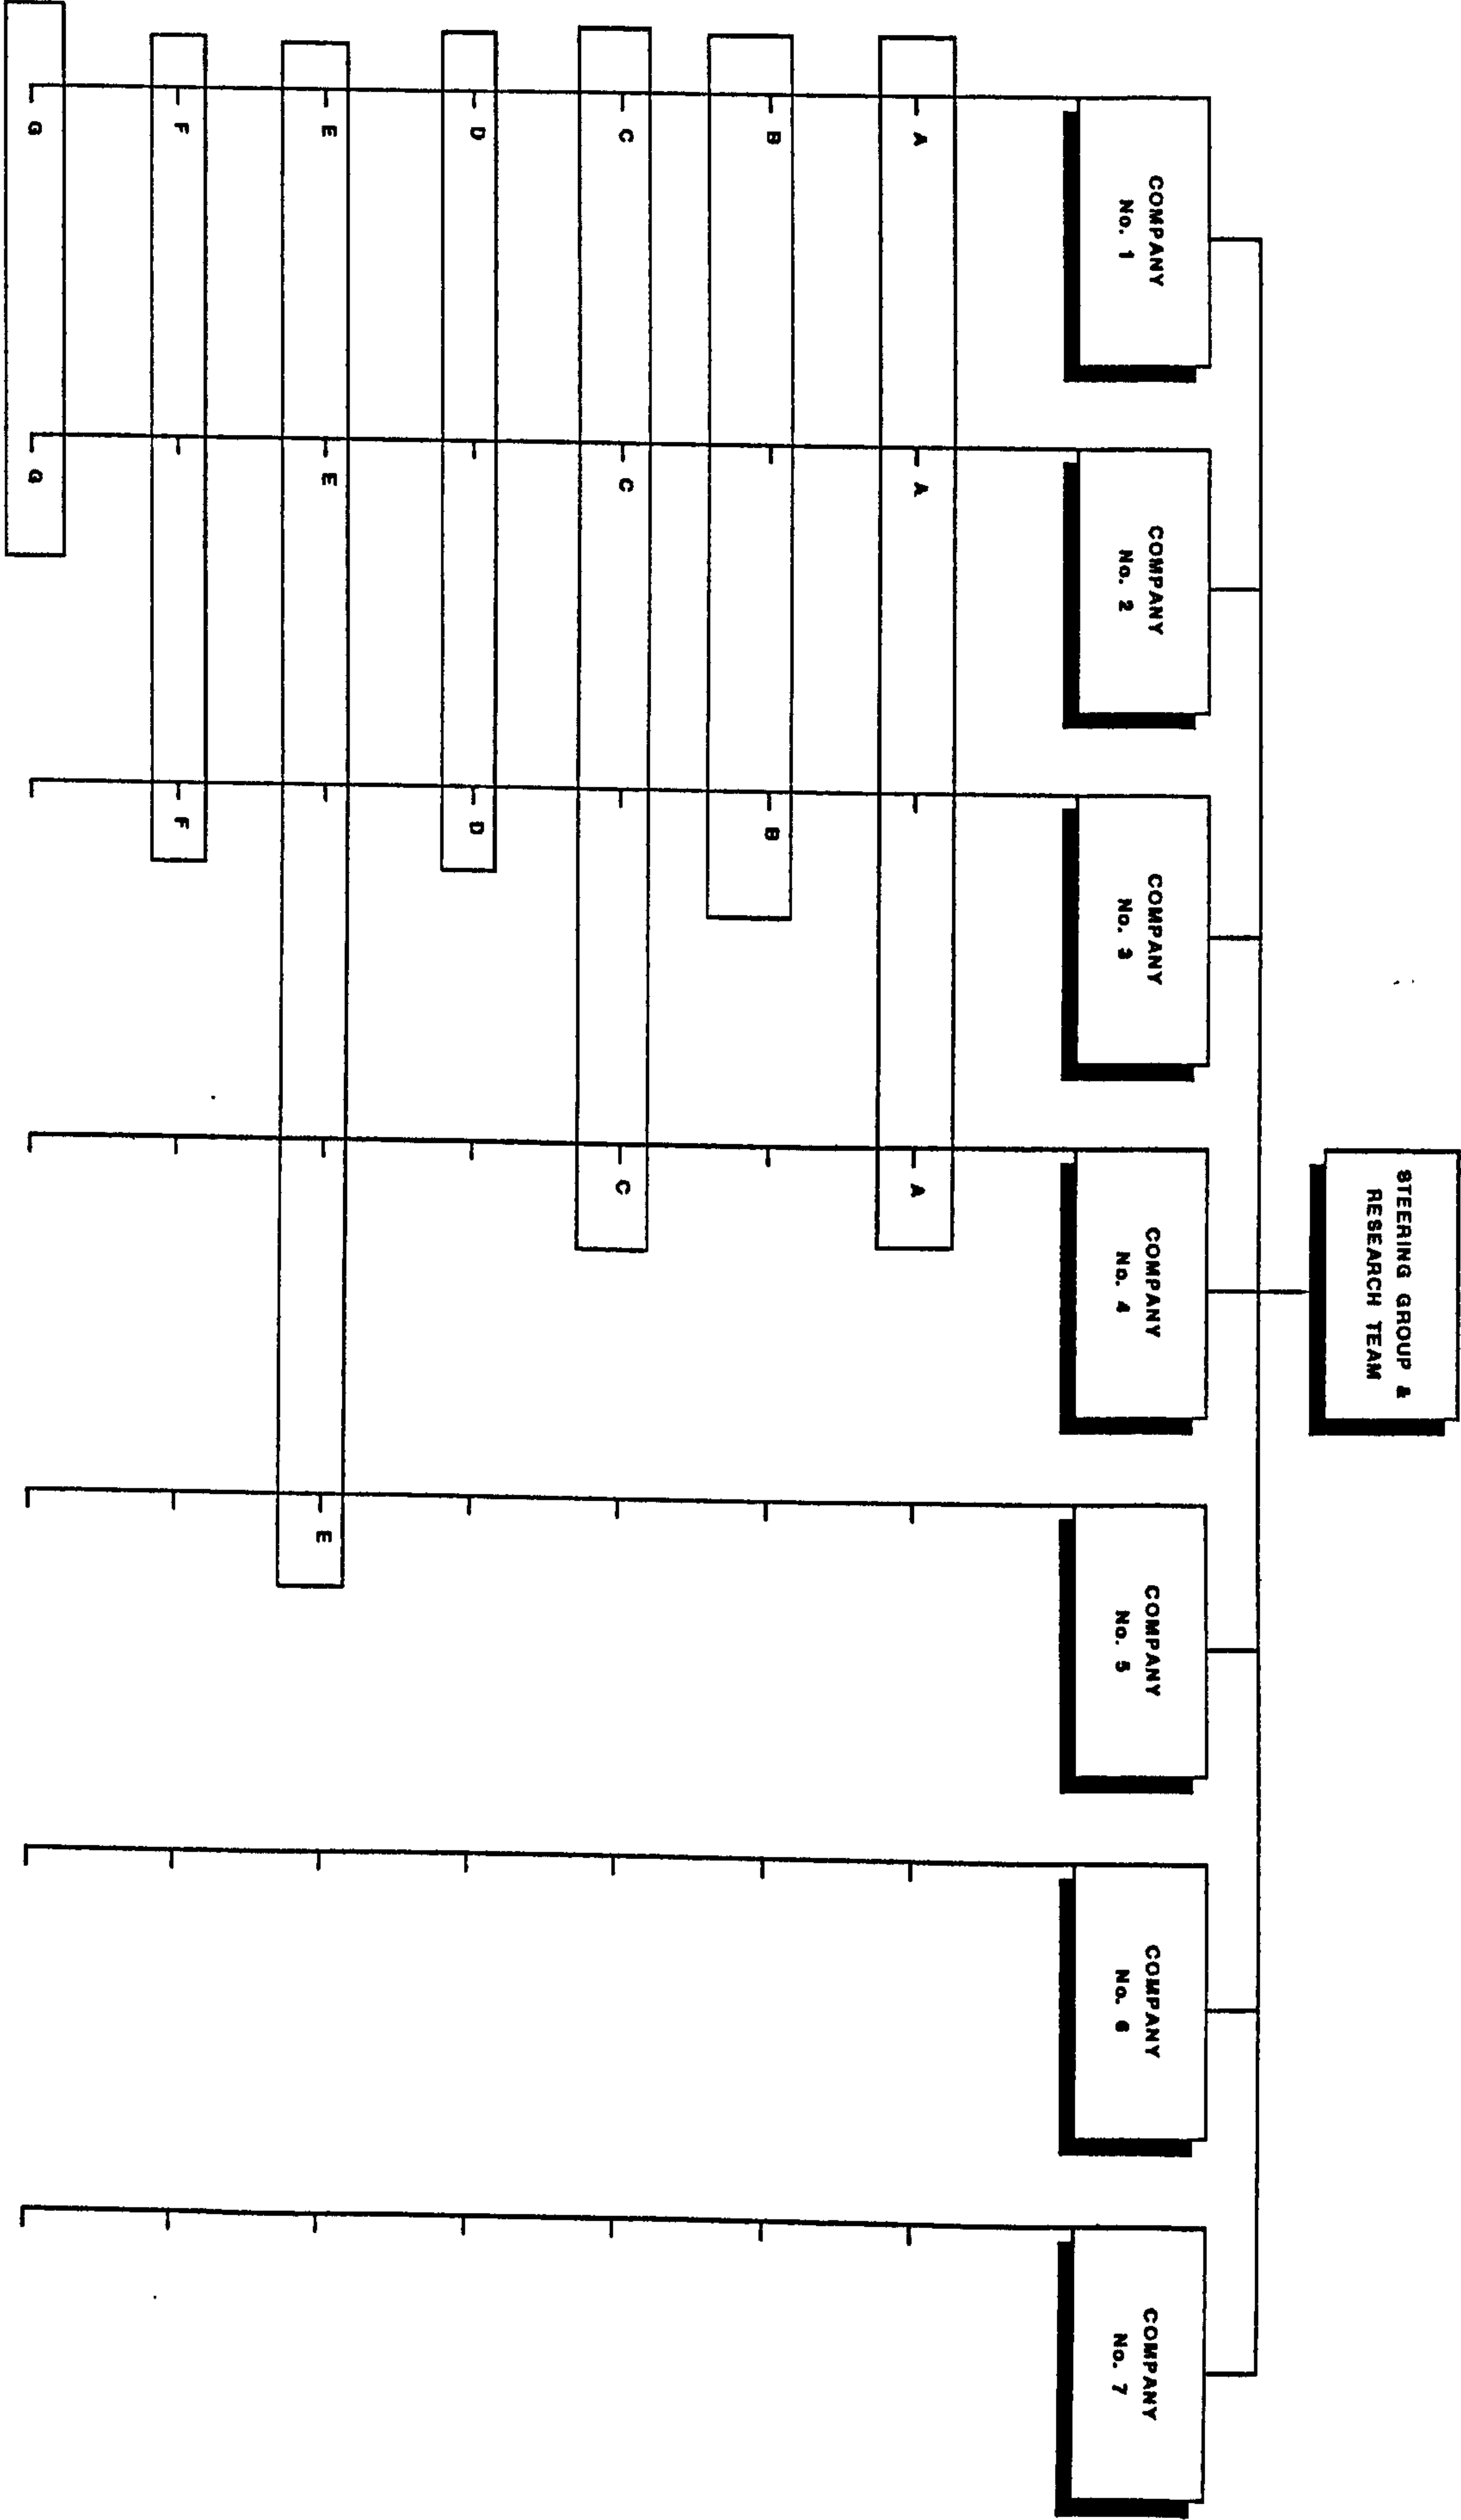 STEERING GROUP &
RESEARCH TEAM
COMPANY
No. 1
COMPANY
No. 2
COMPANY
No. 3
COMPANY
No. 4
COMPANY
No. 5
COMPANY
No. 6
COMPANY
No. 7
A
A
A
B
B
C
C
C
D
D
E
E
E
F
F
G
G